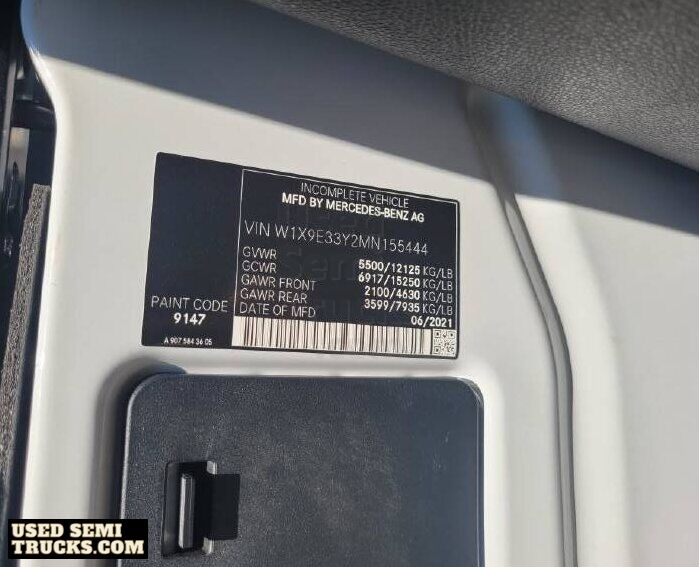 INCOMPLETE VEHICLE
MFD BY MERCEDES-BENZ AG
VIN W1X9E33Y2MN155444
GVWR 5500/12125 KG/LB
GCWR 6917/15250 KG/LB
GAWR FRONT 2100/4630 KG/LB
GAWR REAR 3599/7935 KG/LB
DATE OF MFD 06/2021
PAINT CODE
9147
A 907 584 36 05
USED SEMI
TRUCKS.COM